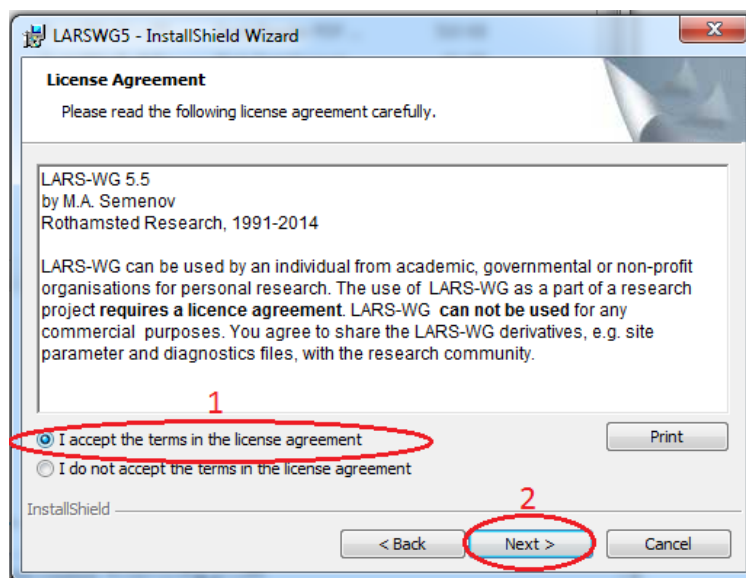 LARSWG5 - InstallShield Wizard
License Agreement
Please read the following license agreement carefully.
LARS-WG 5.5
by M.A. Semenov
Rothamsted Research, 1991-2014
LARS-WG can be used by an individual from academic, governmental or non-profit
organisations for personal research. The use of LARS-WG as a part of a research
project requires a licence agreement. LARS-WG can not be used for any
commercial purposes. You agree to share the LARS-WG derivatives, e.g. site
parameter and diagnostics files, with the research community.
1
I accept the terms in the license agreement
Print
I do not accept the terms in the license agreement
InstallShield
2
< Back
Next >
Cancel